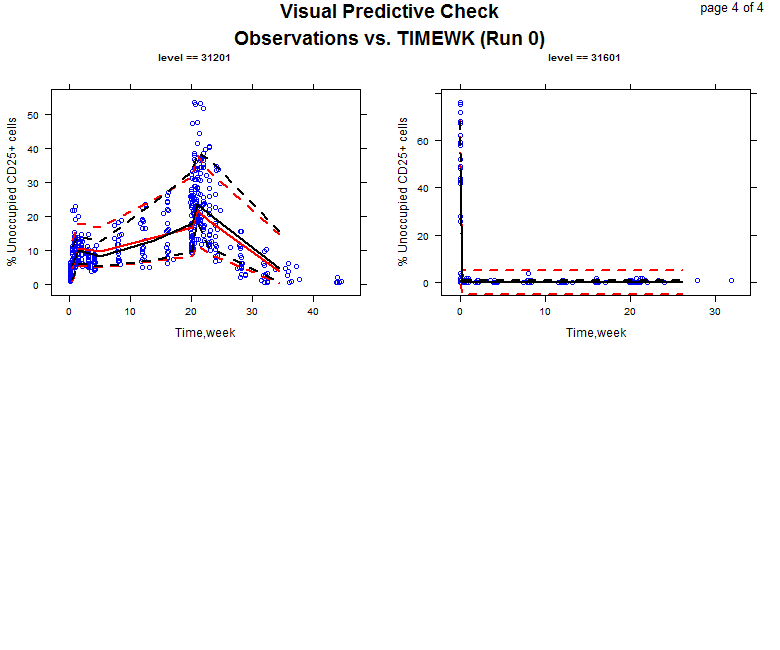 page 4 of 4
Visual Predictive Check
Observations vs. TIMEWK (Run 0)
level == 31201
level == 31601
% Unoccupied CD25+ cells
50
40
30
20
10
0
0 10 20 30 40
Time,week
% Unoccupied CD25+ cells
60
40
20
0
0 10 20 30
Time,week